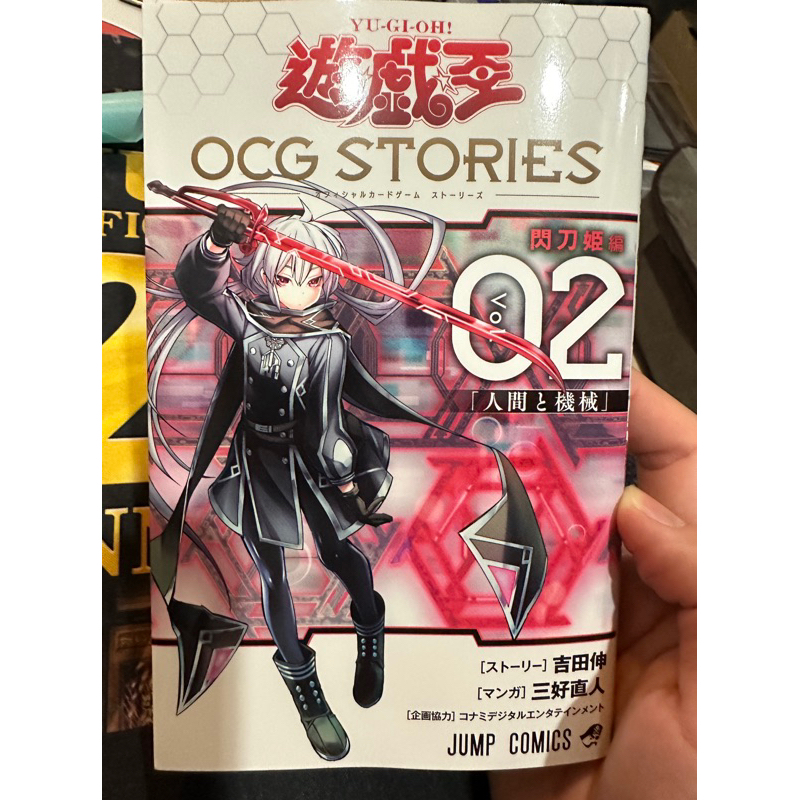 YU-GI-OH!
遊戯王
OCG STORIES
オフィシャルカードゲーム ストーリーズ
閃刀姫編
Vol.
02
「人間と機械」
[ストーリー] 吉田伸
[マンガ] 三好直人
[企画協力] コナミデジタルエンタテインメント
JUMP COMICS